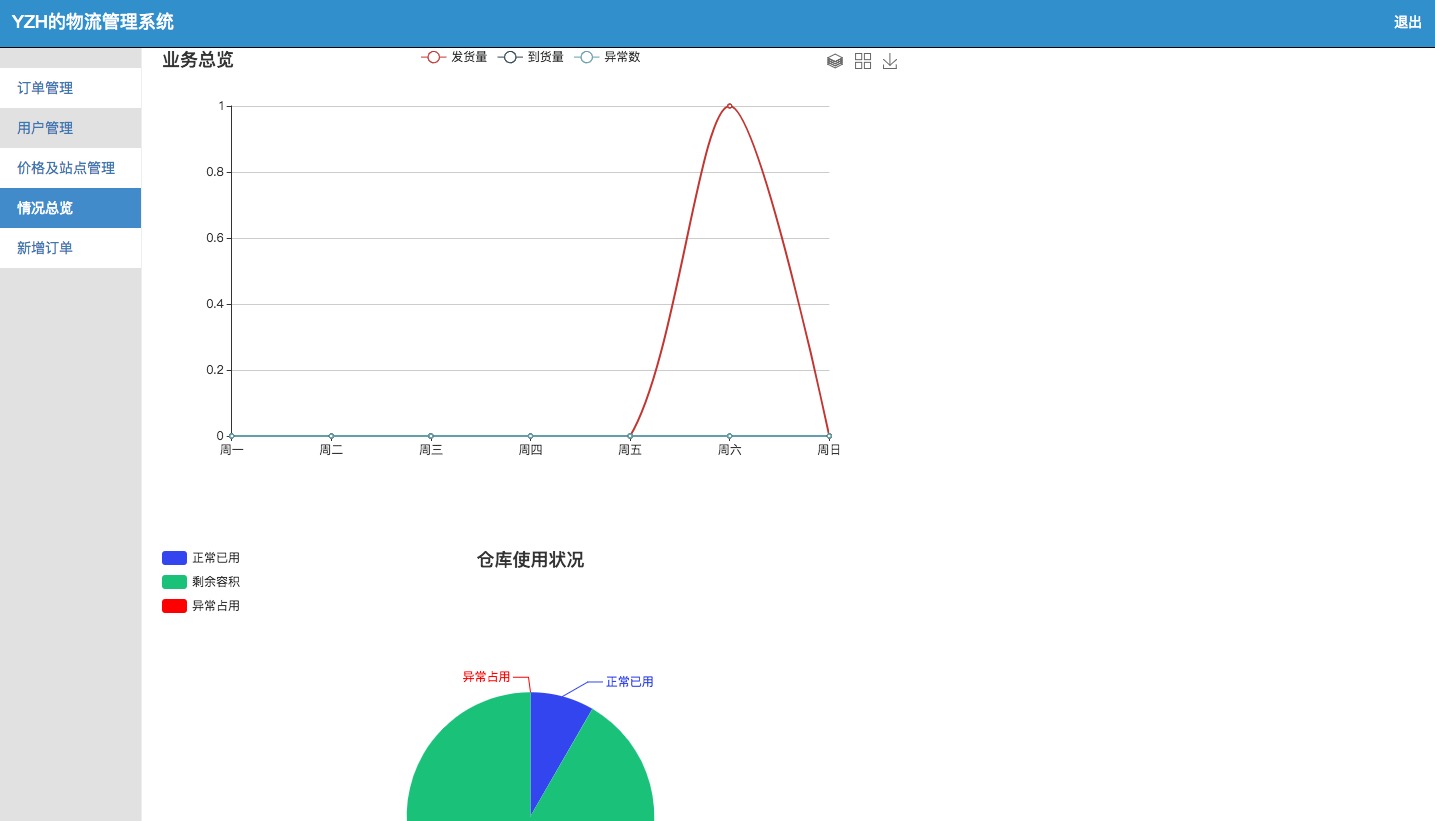 YZH的物流管理系统
退出
订单管理
用户管理
价格及站点管理
情况总览
新增订单
业务总览
发货量 到货量 异常数
1
0.8
0.6
0.4
0.2
0
周一 周二 周三 周四 周五 周六 周日
仓库使用状况
正常已用
剩余容积
异常占用
异常占用
正常已用